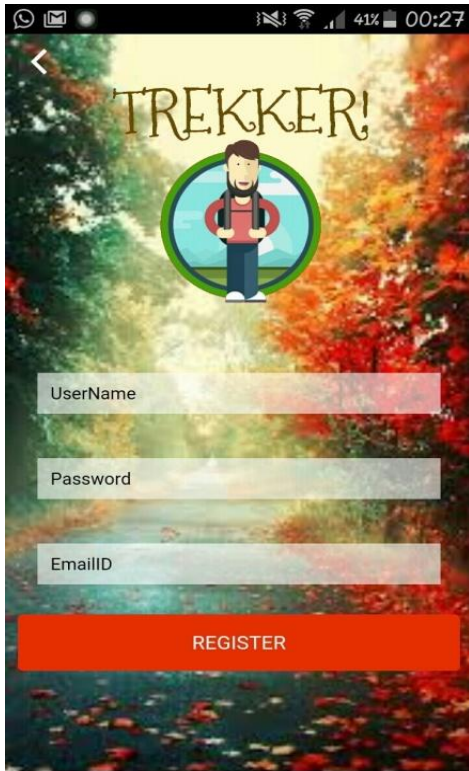 41% 00:27
TREKKER!
UserName
Password
EmailID
REGISTER